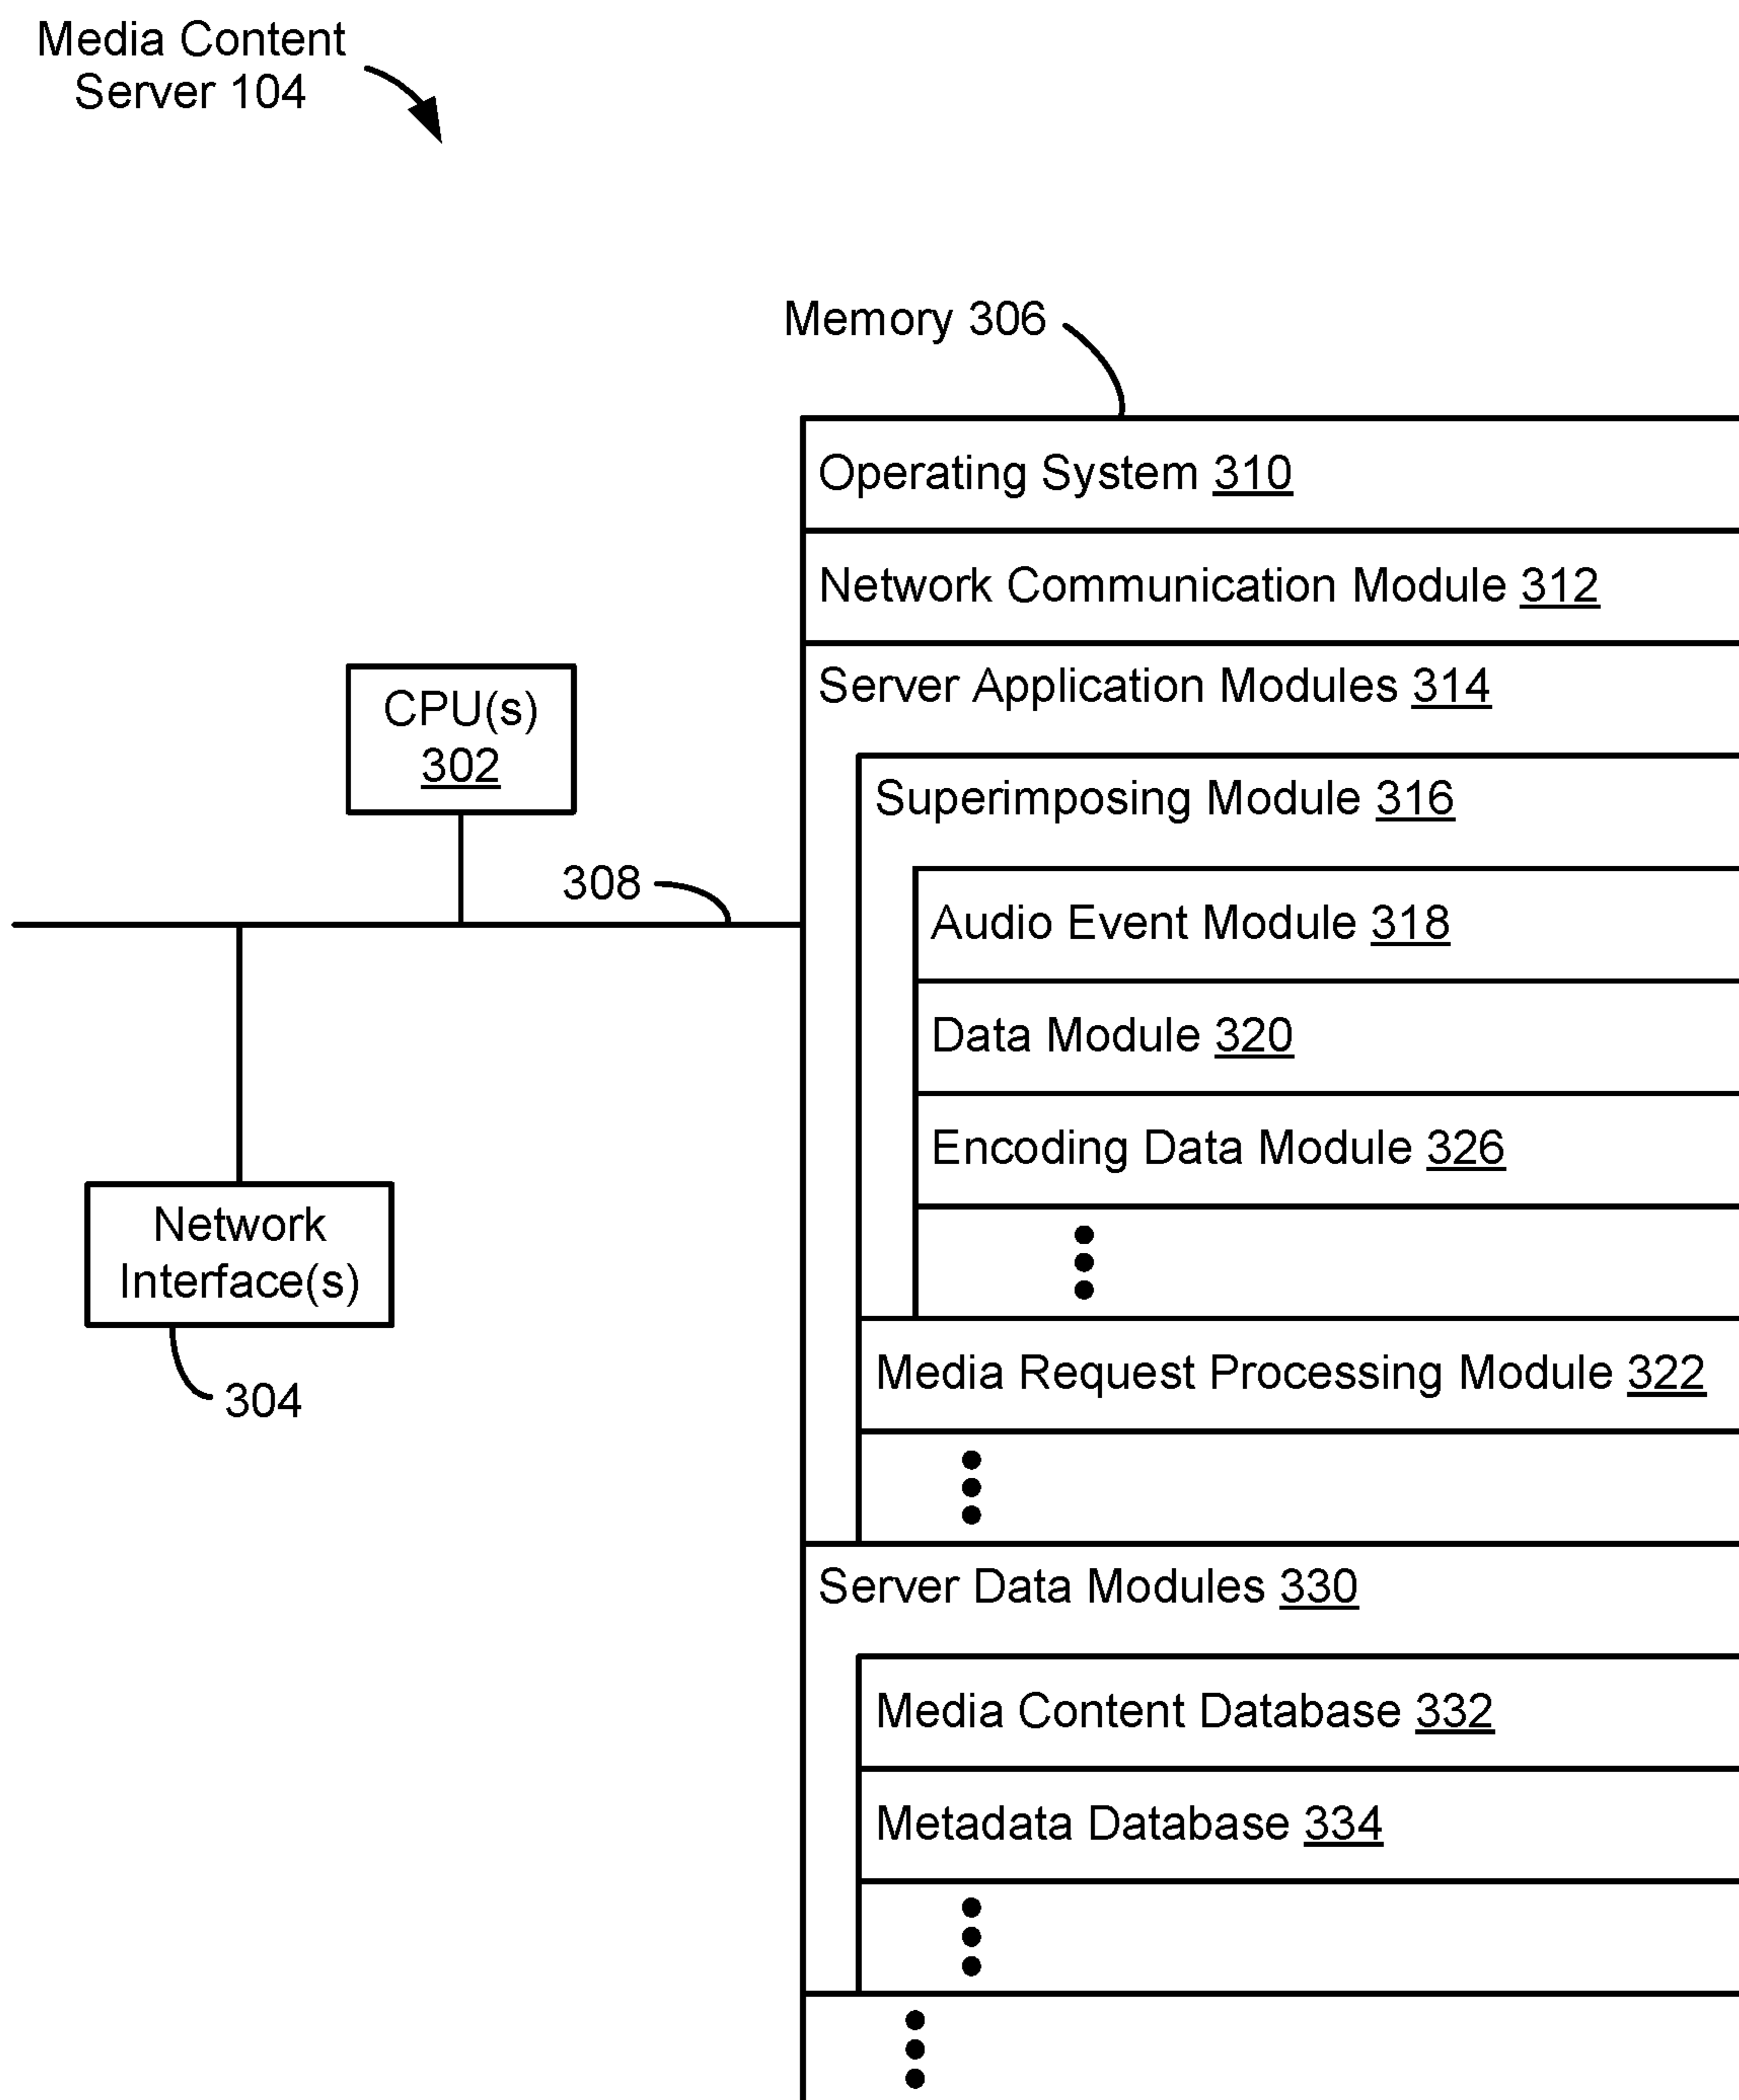 Media Content
Server 104
Memory 306
Operating System 310
Network Communication Module 312
Server Application Modules 314
CPU(s)
302
Superimposing Module 316
308
Audio Event Module 318
Data Module 320
Encoding Data Module 326
Network
Interface(s)
304
Media Request Processing Module 322
Server Data Modules 330
Media Content Database 332
Metadata Database 334